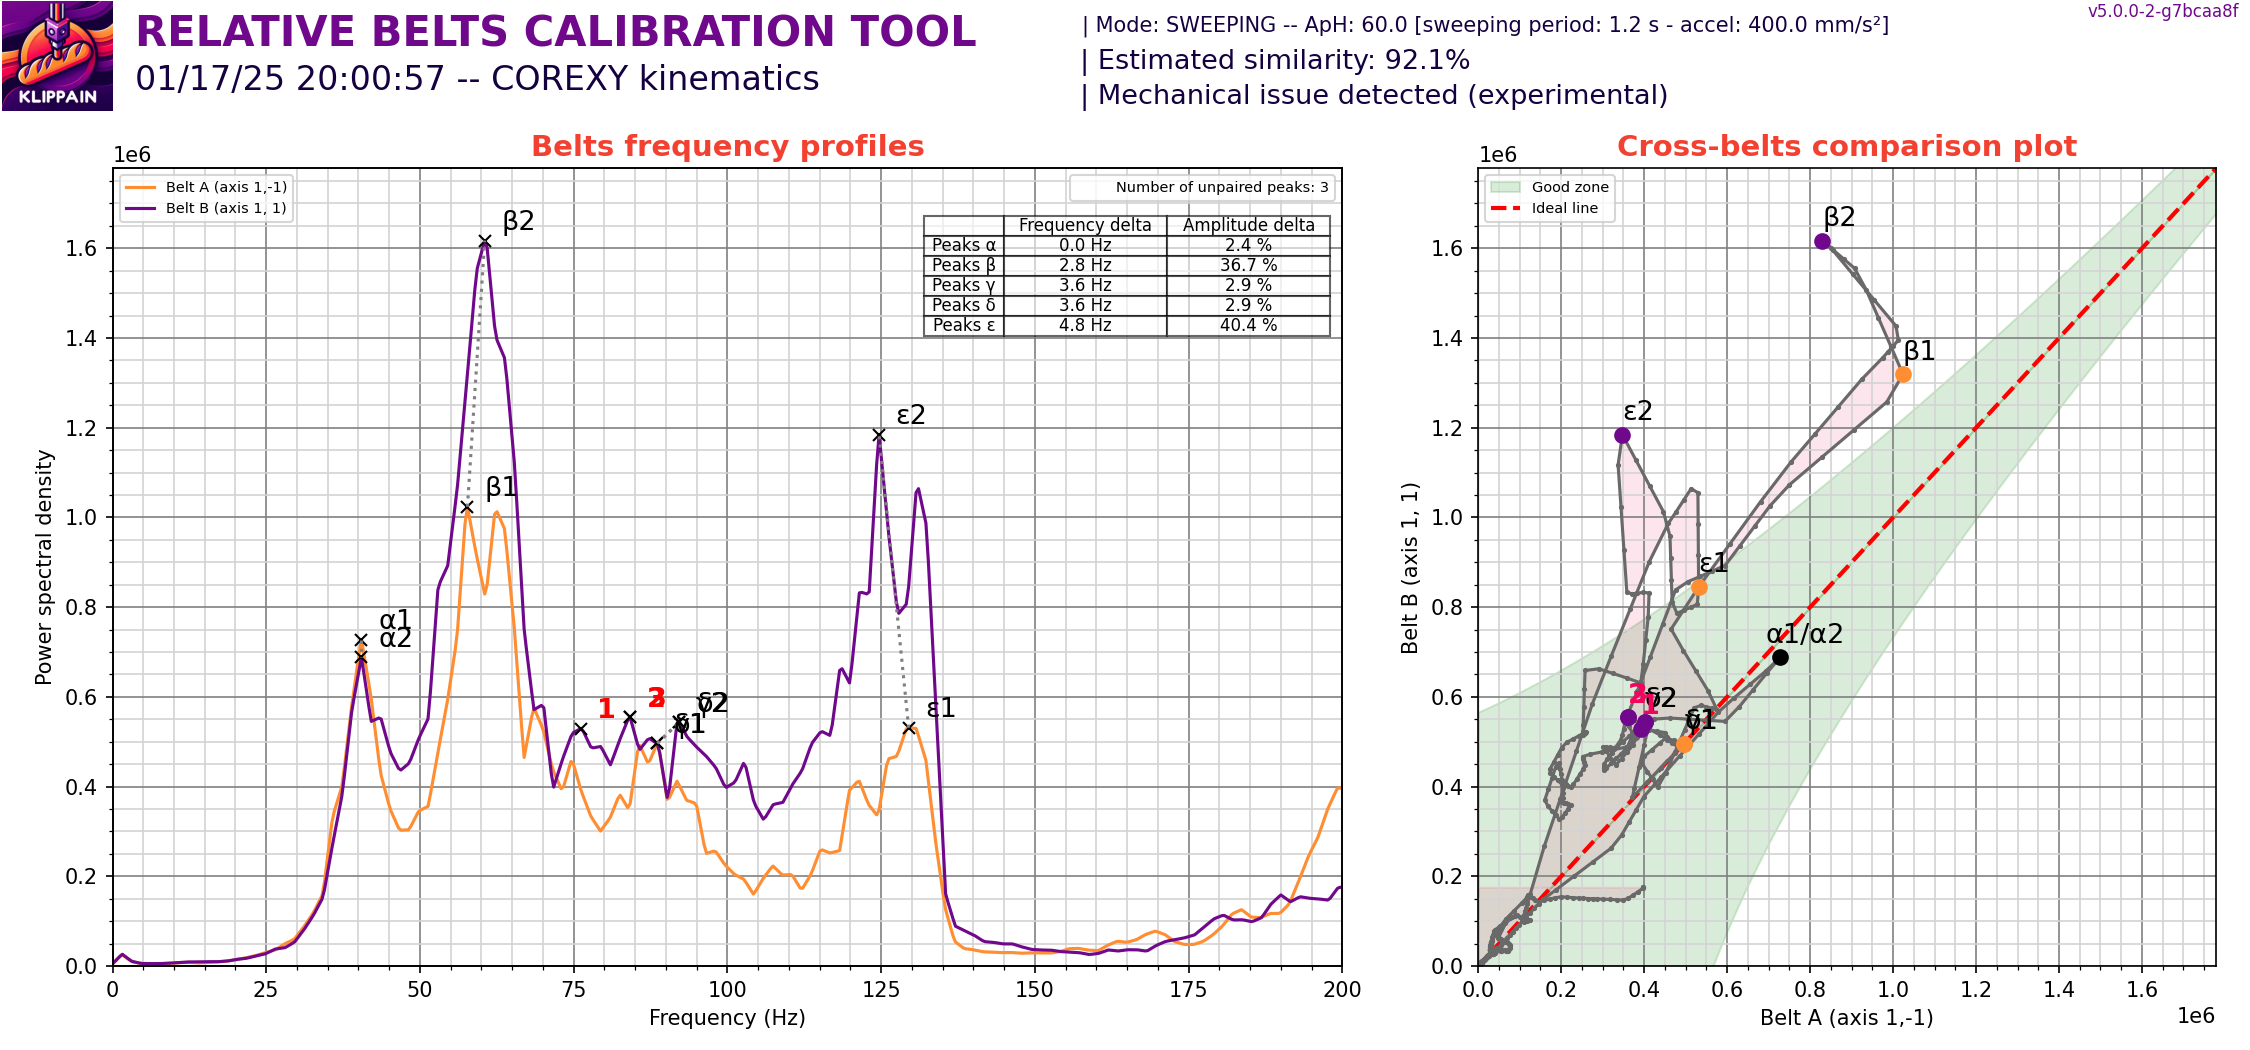 KLIPPAIN
RELATIVE BELTS CALIBRATION TOOL
01/17/25 20:00:57 -- COREXY kinematics
| Mode: SWEEPING -- ApH: 60.0 [sweeping period: 1.2 s - accel: 400.0 mm/s²]
| Estimated similarity: 92.1%
| Mechanical issue detected (experimental)
v5.0.0-2-g7bcaa8f
Belts frequency profiles
1e6
Belt A (axis 1,-1)
Belt B (axis 1, 1)
Number of unpaired peaks: 3
Frequency delta Amplitude delta
Peaks α 0.0 Hz 2.4 %
Peaks β 2.8 Hz 36.7 %
Peaks γ 3.6 Hz 2.9 %
Peaks δ 3.6 Hz 2.9 %
Peaks ε 4.8 Hz 40.4 %
β2
β1
α1
α2
1
ε2
ε1
Power spectral density
1.6
1.4
1.2
1.0
0.8
0.6
0.4
0.2
0.0
0 25 50 75 100 125 150 175 200
Frequency (Hz)
Cross-belts comparison plot
1e6
Good zone
Ideal line
β2
β1
ε2
ε1
α1/α2
Belt B (axis 1, 1)
1.6
1.4
1.2
1.0
0.8
0.6
0.4
0.2
0.0
0.0 0.2 0.4 0.6 0.8 1.0 1.2 1.4 1.6
Belt A (axis 1,-1)
1e6